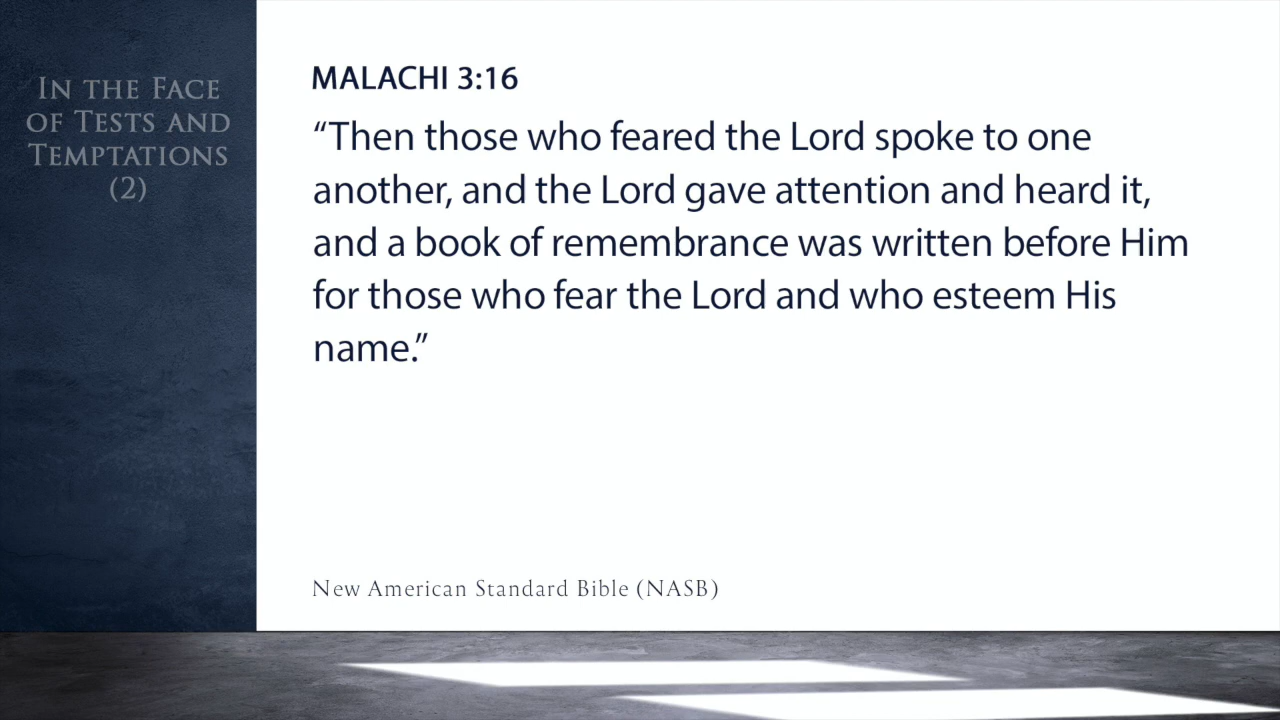 In the Face
of Tests and
Temptations
(2)
MALACHI 3:16
“Then those who feared the Lord spoke to one
another, and the Lord gave attention and heard it,
and a book of remembrance was written before Him
for those who fear the Lord and who esteem His
name.”
New American Standard Bible (NASB)